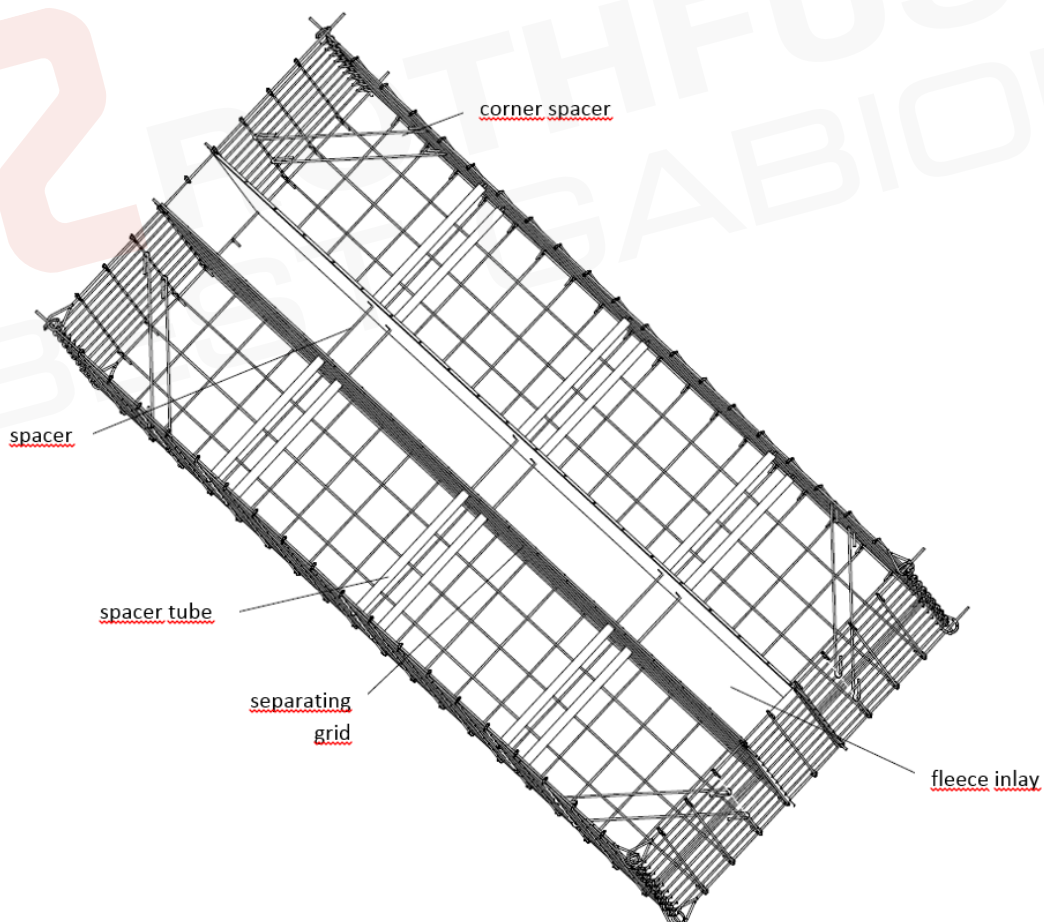 corner spacer
spacer
spacer tube
separating
grid
fleece inlay